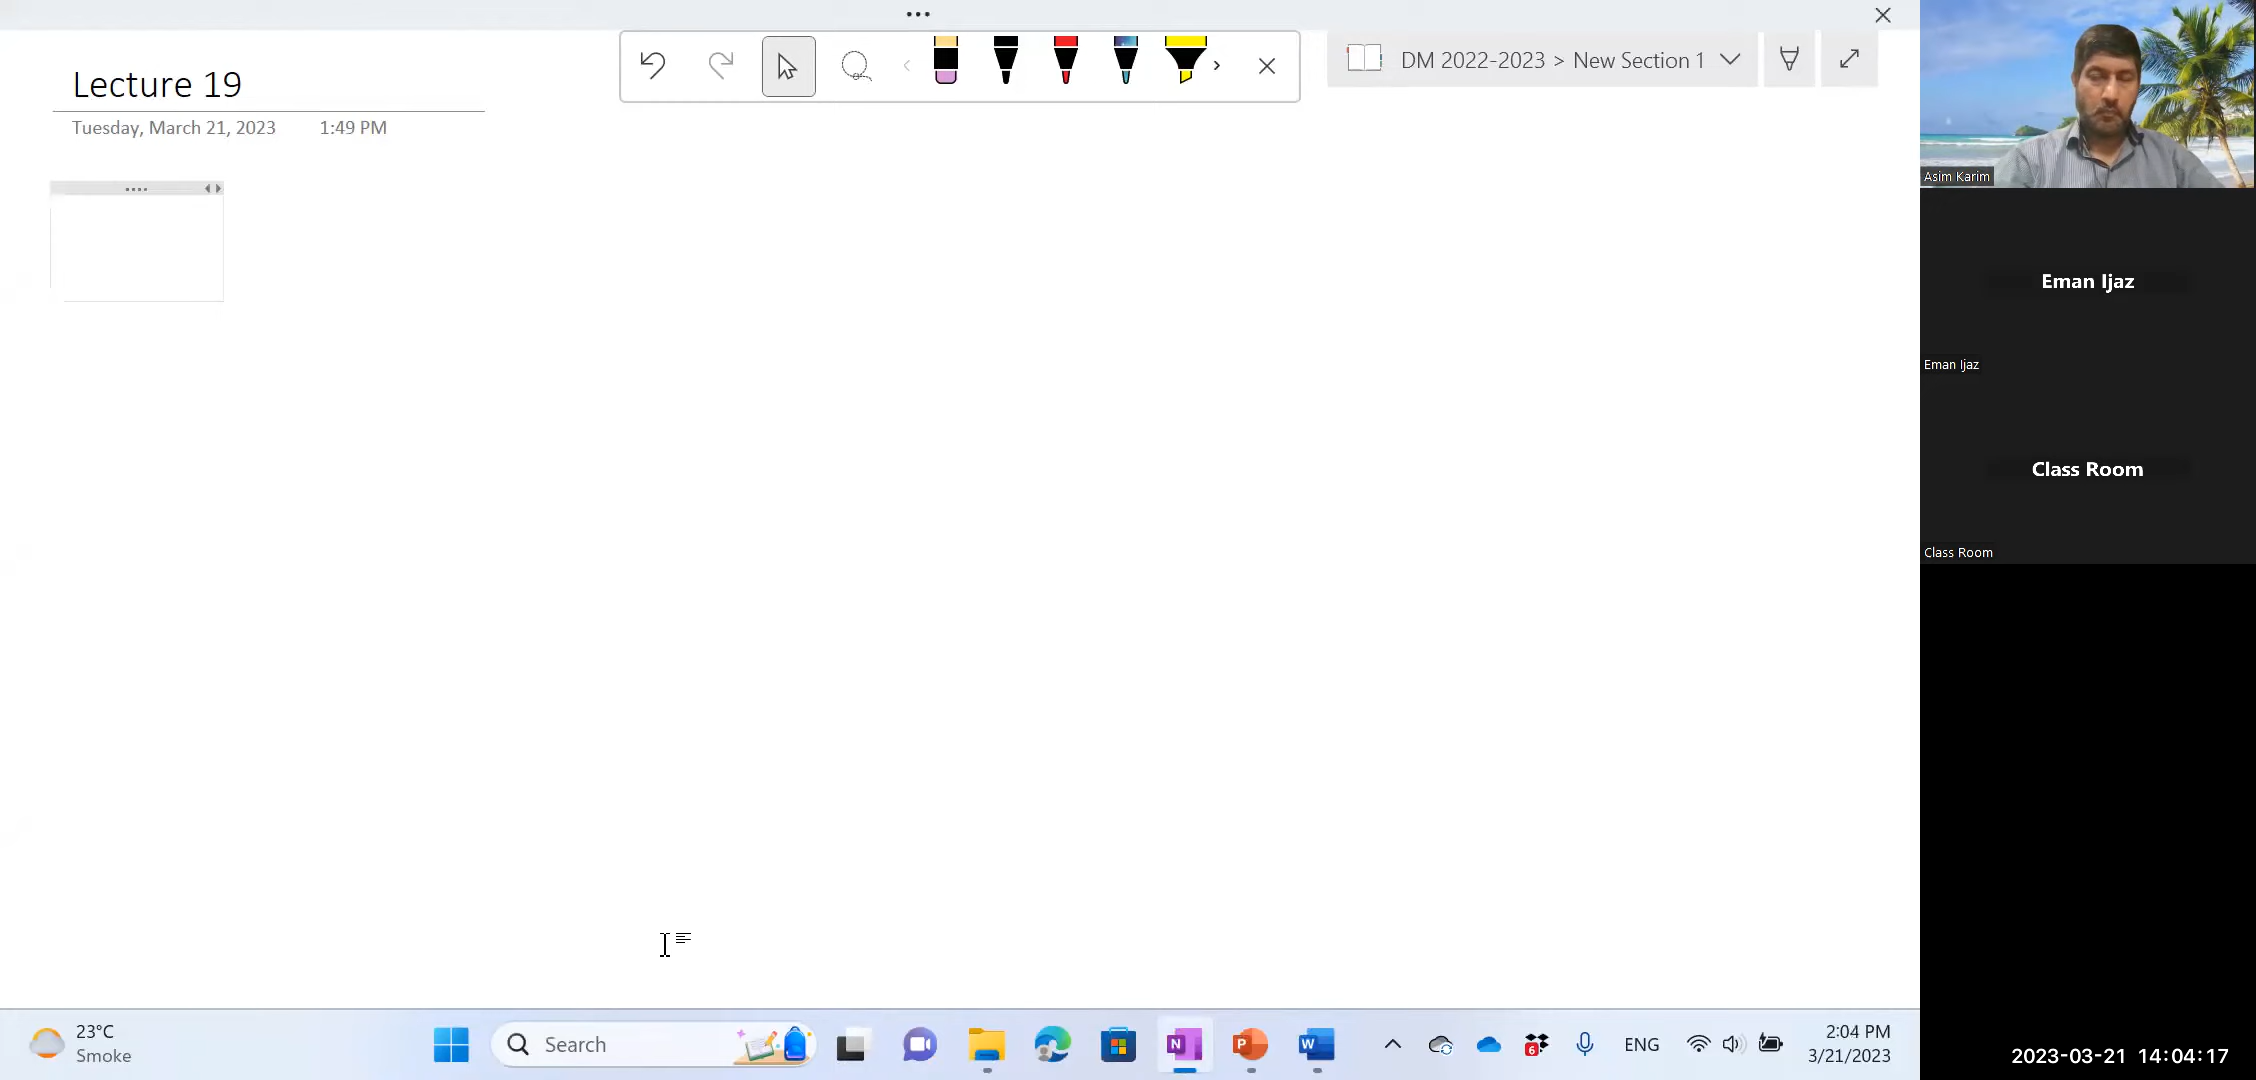 Lecture 19
Tuesday, March 21, 2023 1:49 PM
DM 2022-2023 > New Section 1
Asim Karim
Eman Ijaz
Eman Ijaz
Class Room
Class Room
23°C
Smoke
Search
N
P
W
6
ENG
2:04 PM
3/21/2023
2023-03-21 14:04:17